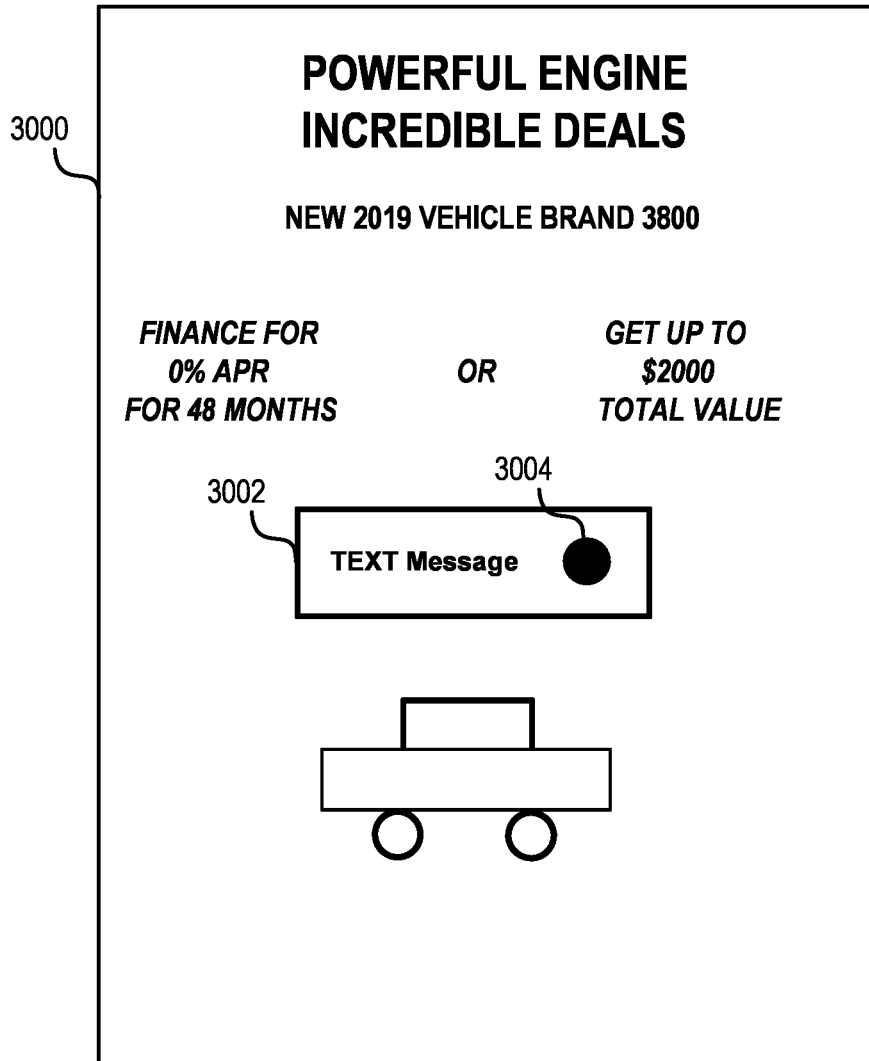 POWERFUL ENGINE
INCREDIBLE DEALS
3000
NEW 2019 VEHICLE BRAND 3800
FINANCE FOR
0% APR
FOR 48 MONTHS
OR
GET UP TO
$2000
TOTAL VALUE
3002
3004
TEXT Message